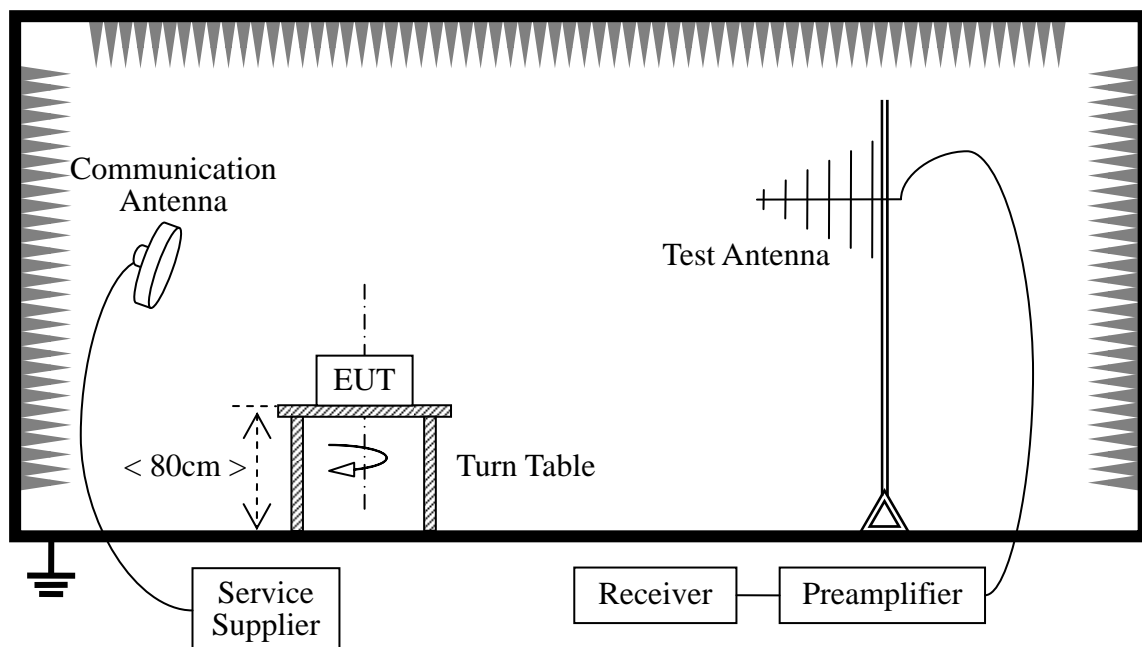 Communication
Antenna
Test Antenna
EUT
< 80cm >
Turn Table
Service
Supplier
Receiver
Preamplifier